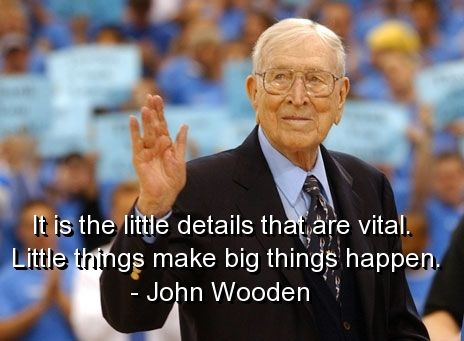 It is the little details that are vital.
Little things make big things happen.
- John Wooden